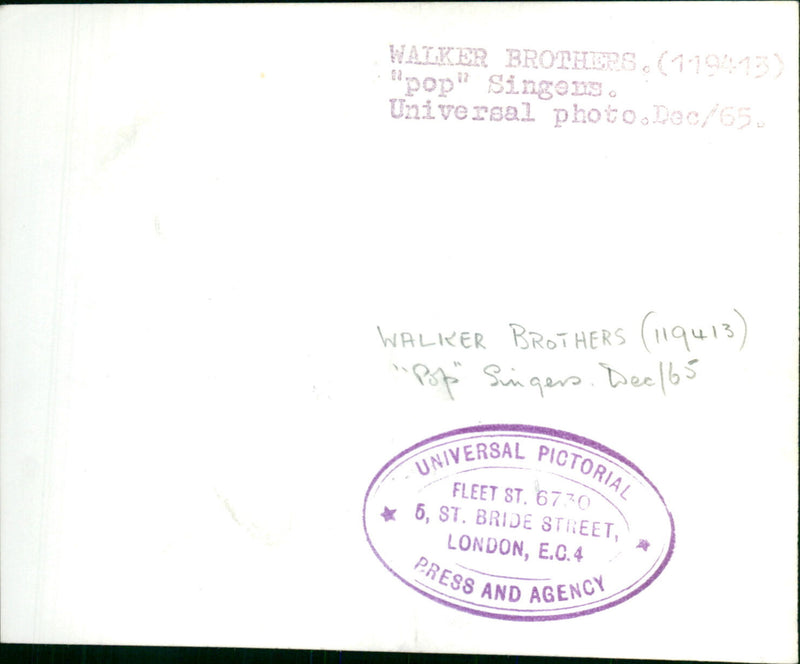 WALKER BROTHERS.(119413)
"pop" Singers.
Universal photo.Dec/65.
WALKER BROTHERS (119413)
"Pop" Singers. Dec/65
UNIVERSAL PICTORIAL
FLEET ST. 6730
5, ST. BRIDE STREET,
LONDON, E.C.4
PRESS AND AGENCY